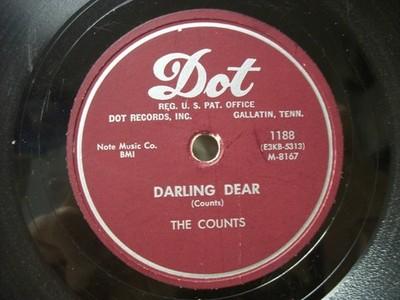 Dot
REG. U. S. PAT. OFFICE
DOT RECORDS, INC. GALLATIN, TENN.
Note Music Co.
BMI
1188
(E3KB-5313)
M-8167
DARLING DEAR
(Counts)
THE COUNTS